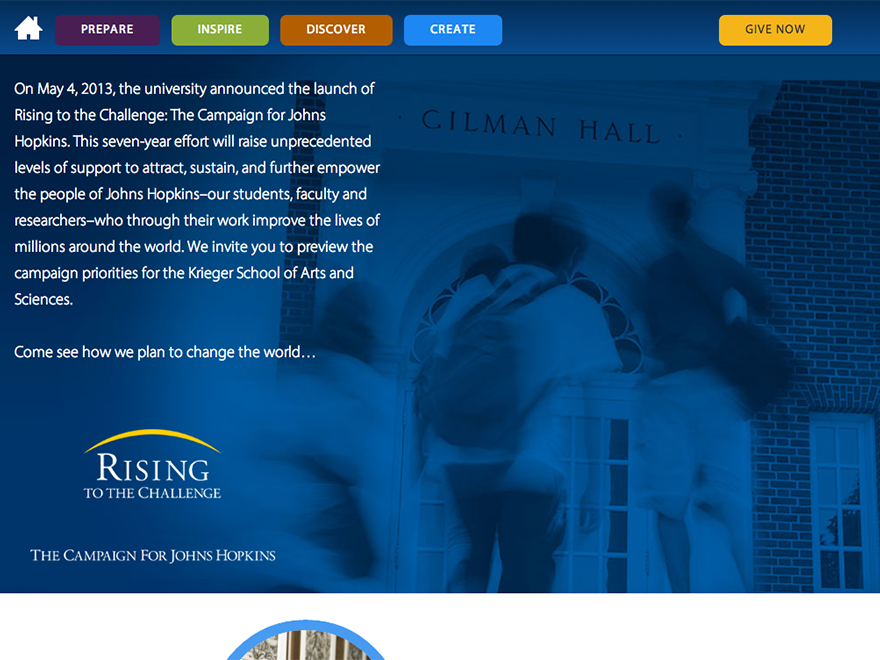 PREPARE INSPIRE DISCOVER CREATE GIVE NOW
On May 4, 2013, the university announced the launch of
Rising to the Challenge: The Campaign for Johns
Hopkins. This seven-year effort will raise unprecedented
levels of support to attract, sustain, and further empower
the people of Johns Hopkins–our students, faculty and
researchers–who through their work improve the lives of
millions around the world. We invite you to preview the
campaign priorities for the Krieger School of Arts and
Sciences.
Come see how we plan to change the world…
GILMAN HALL
RISING
TO THE CHALLENGE
THE CAMPAIGN FOR JOHNS HOPKINS